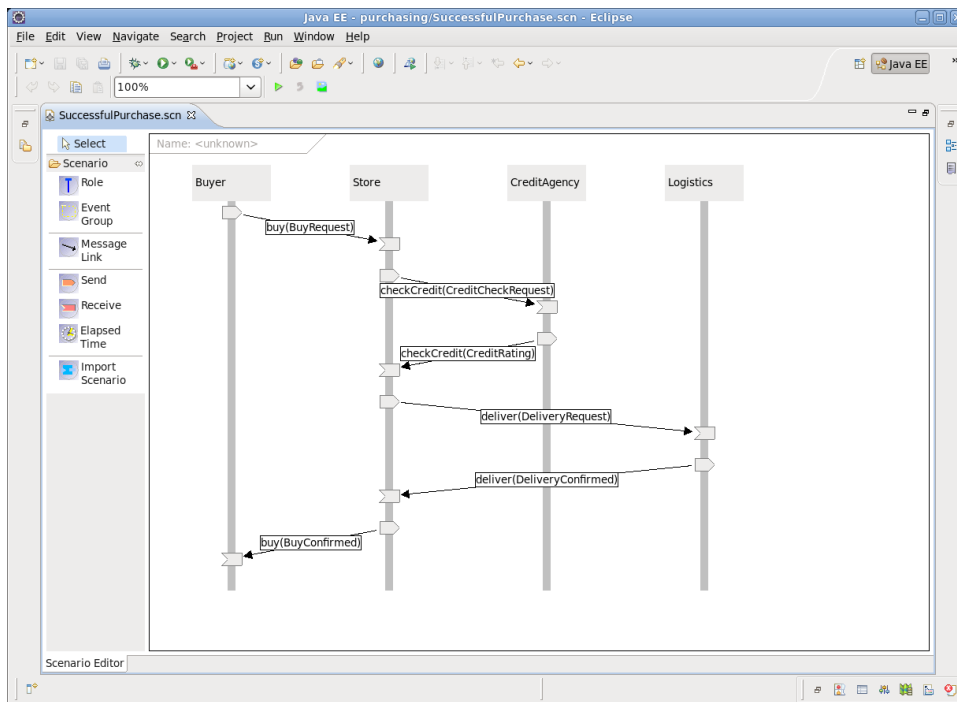 Java EE - purchasing/SuccessfulPurchase.scn - Eclipse
File Edit View Navigate Search Project Run Window Help
Java EE
100%
SuccessfulPurchase.scn
Select
Name: <unknown>
Scenario
Role
Event
Group
Message
Link
Send
Receive
Elapsed
Time
Import
Scenario
Buyer Store CreditAgency Logistics
buy(BuyRequest)
checkCredit(CreditCheckRequest)
checkCredit(CreditRating)
deliver(DeliveryRequest)
deliver(DeliveryConfirmed)
buy(BuyConfirmed)
Scenario Editor